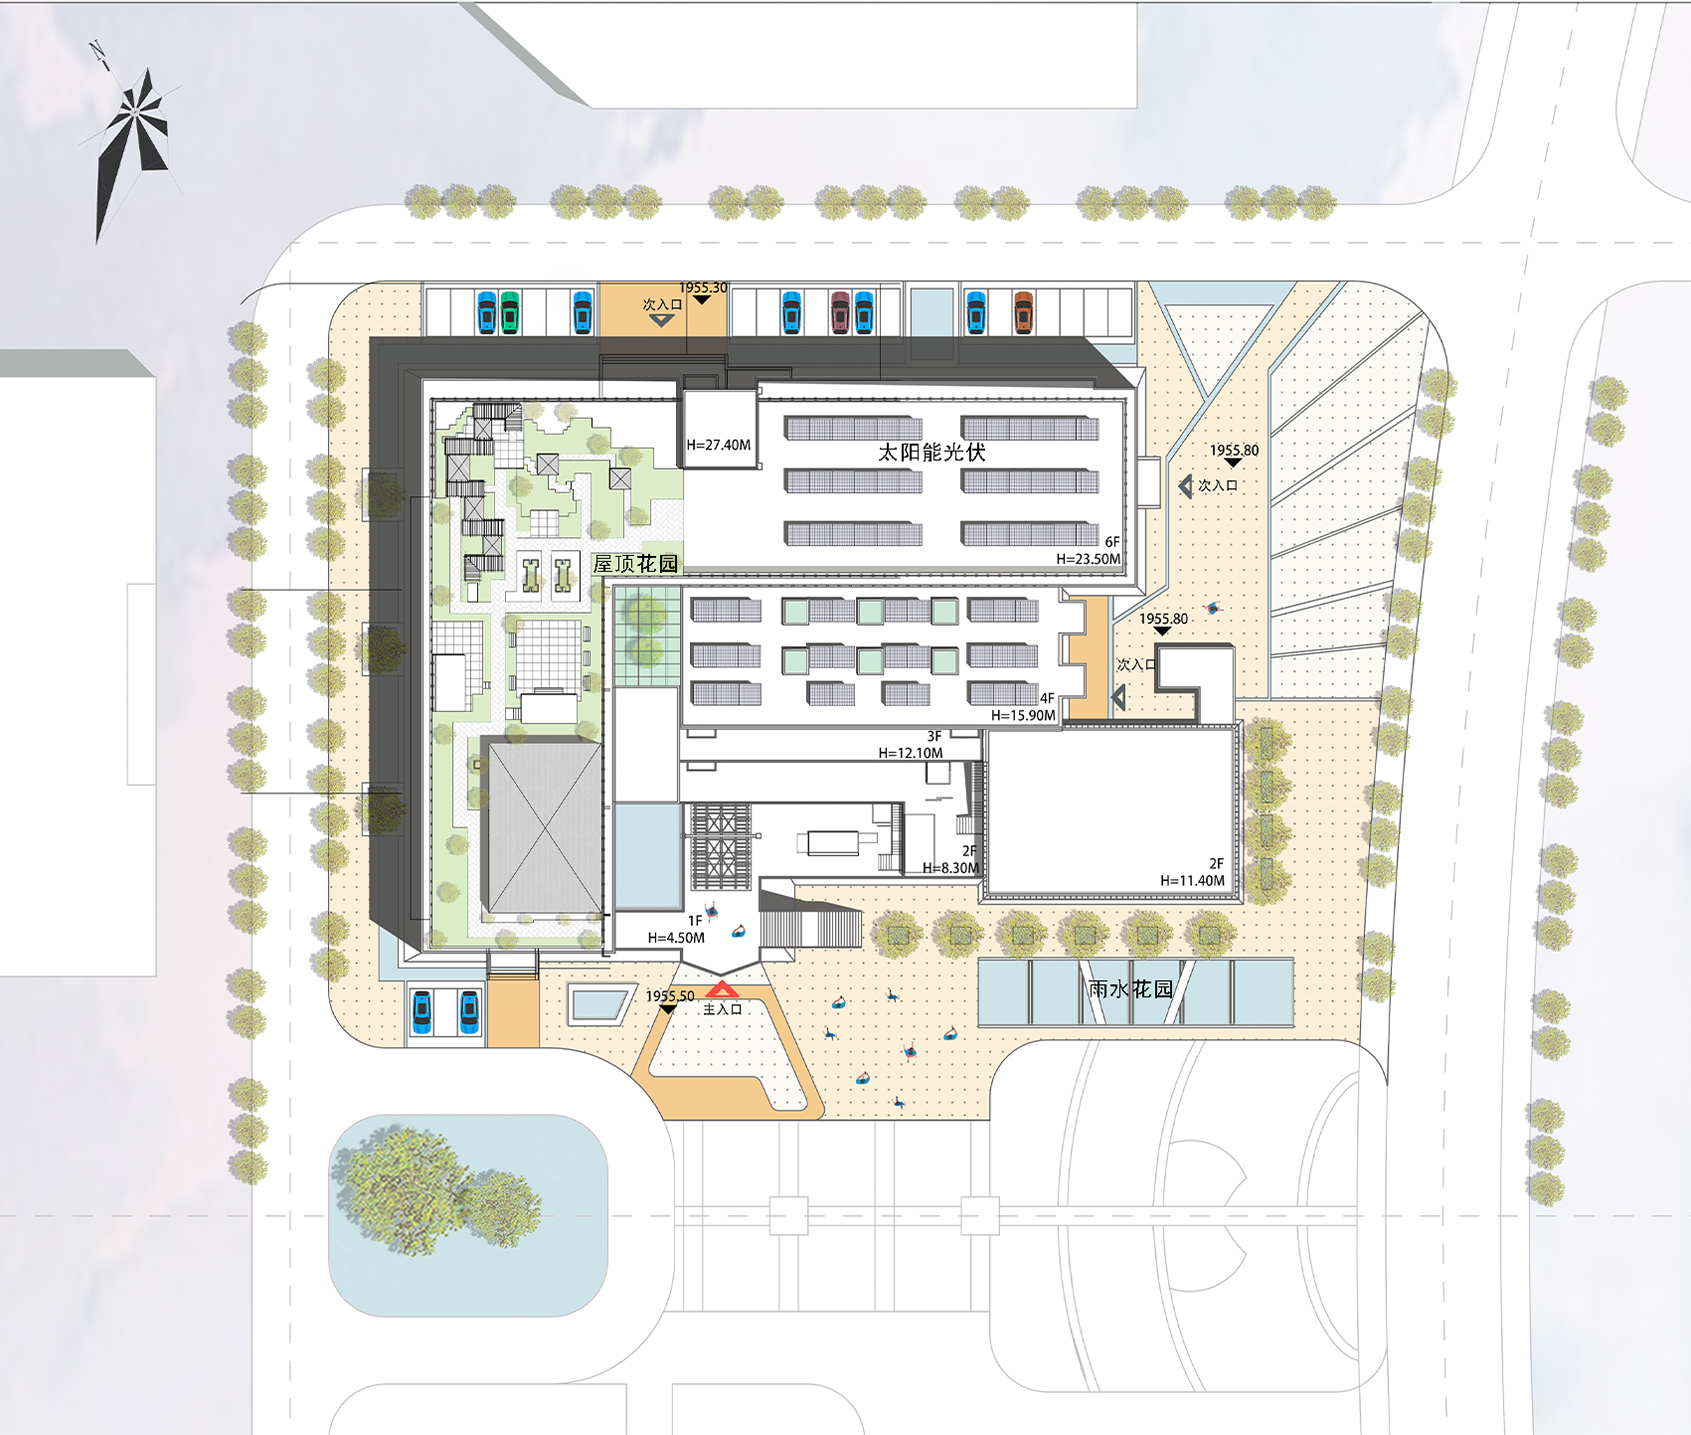 N
1955.30
次入口
H=27.40M
太阳能光伏
1955.80
次入口
6F
H=23.50M
屋顶花园
1955.80
次入口
4F
H=15.90M
3F
H=12.10M
2F
H=8.30M
2F
H=11.40M
1F
H=4.50M
雨水花园
1955.50
主入口